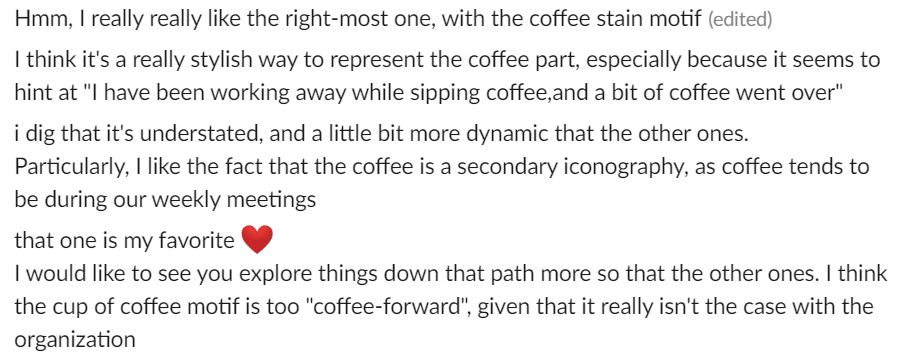 Hmm, I really really like the right-most one, with the coffee stain motif (edited)
I think it's a really stylish way to represent the coffee part, especially because it seems to
hint at "I have been working away while sipping coffee,and a bit of coffee went over"
i dig that it's understated, and a little bit more dynamic that the other ones.
Particularly, I like the fact that the coffee is a secondary iconography, as coffee tends to
be during our weekly meetings
that one is my favorite ❤️
I would like to see you explore things down that path more so that the other ones. I think
the cup of coffee motif is too "coffee-forward", given that it really isn't the case with the
organization